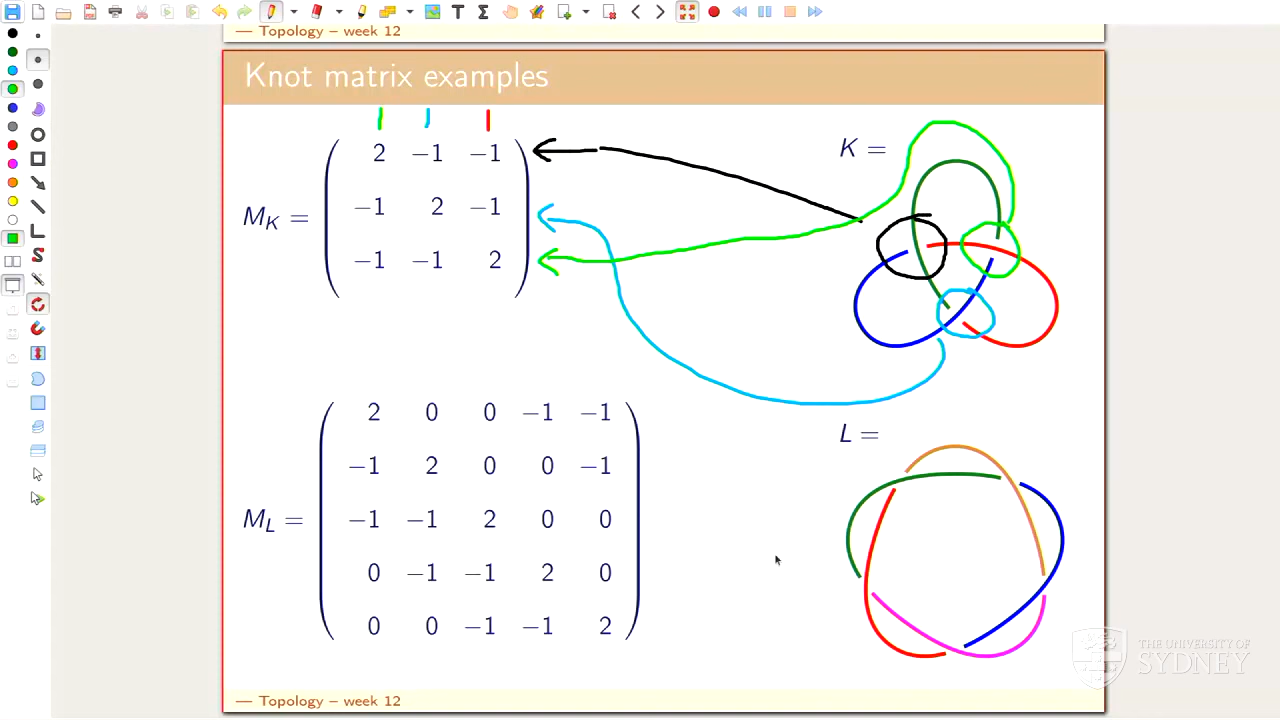 — Topology – week 12
Knot matrix examples
2 −1 −1
K =
M_K = −1 2 −1
−1 −1 2
2 0 0 −1 −1
L =
−1 2 0 0 −1
M_L = −1 −1 2 0 0
0 −1 −1 2 0
0 0 −1 −1 2
THE UNIVERSITY OF
SYDNEY
— Topology – week 12